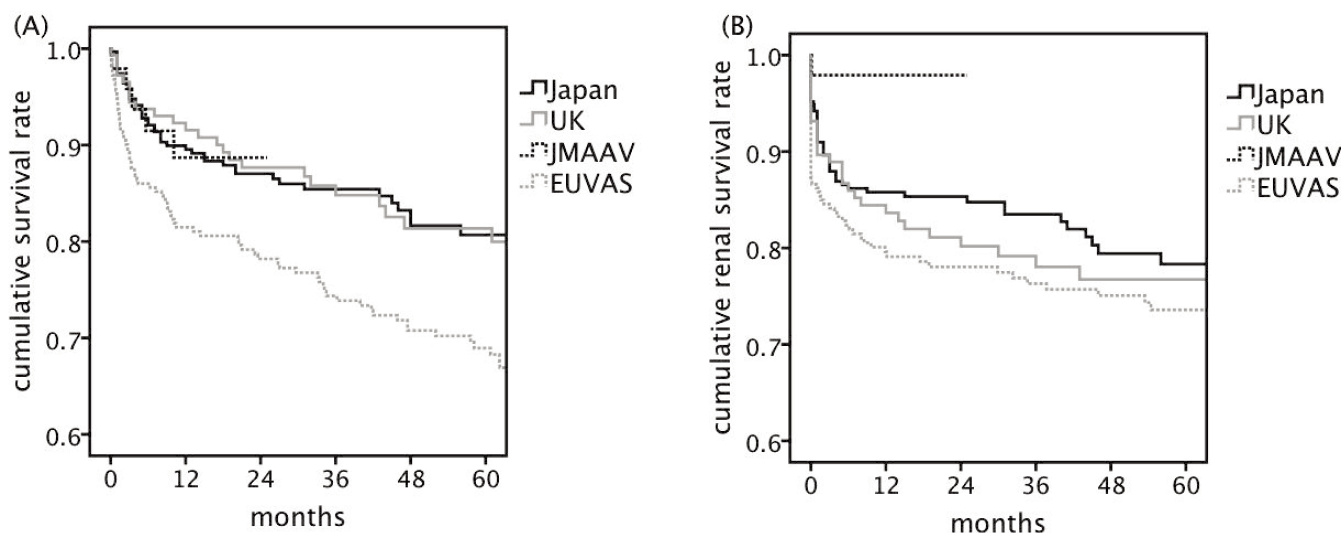 (A)
cumulative survival rate
1.0
0.9
0.8
0.7
0.6
0 12 24 36 48 60
months
Japan
UK
JMAAV
EUVAS
(B)
cumulative renal survival rate
1.0
0.9
0.8
0.7
0.6
0 12 24 36 48 60
months
Japan
UK
JMAAV
EUVAS